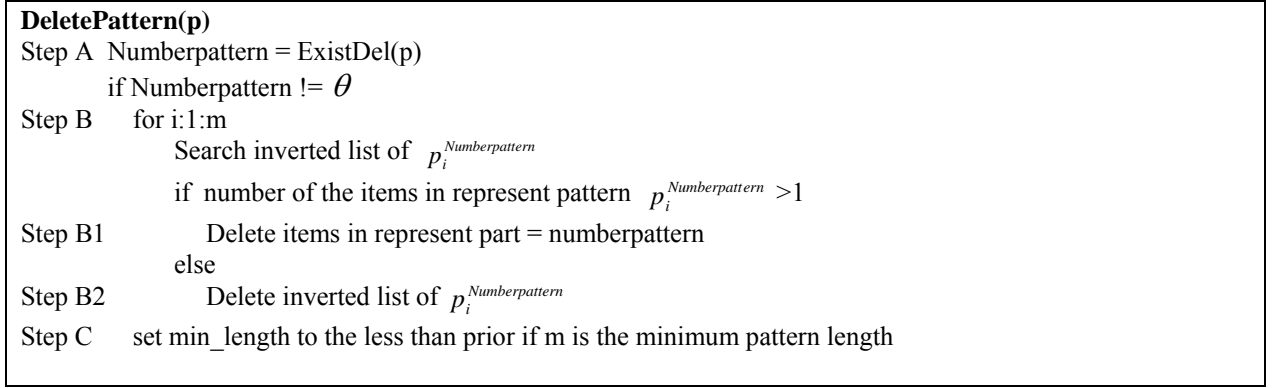 DeletePattern(p)
Step A Numberpattern = ExistDel(p)
if Numberpattern != θ
Step B for i:1:m
Search inverted list of p_i^Numberpattern
if number of the items in represent pattern p_i^Numberpattern >1
Step B1 Delete items in represent part = numberpattern
else
Step B2 Delete inverted list of p_i^Numberpattern
Step C set min_length to the less than prior if m is the minimum pattern length